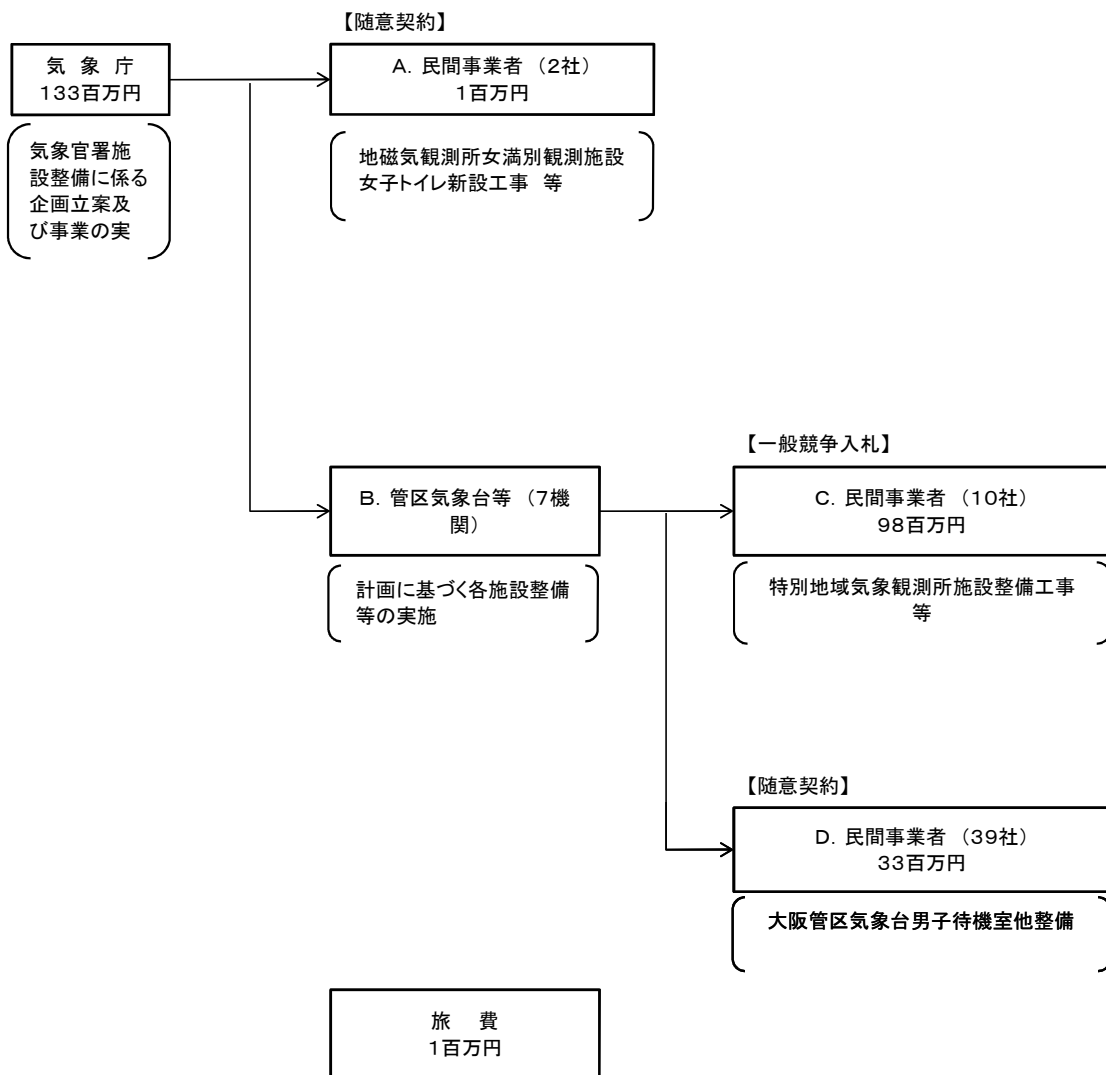 【随意契約】
気 象 庁
133百万円
A. 民間事業者 (2社)
1百万円
気象官署施
設整備に係る
企画立案及
び事業の実
地磁気観測所女満別観測施設
女子トイレ新設工事 等
【一般競争入札】
B. 管区気象台等 (7機
関)
C. 民間事業者 (10社)
98百万円
計画に基づく各施設整備
等の実施
特別地域気象観測所施設整備工事
等
【随意契約】
D. 民間事業者 (39社)
33百万円
大阪管区気象台男子待機室他整備
旅 費
1百万円